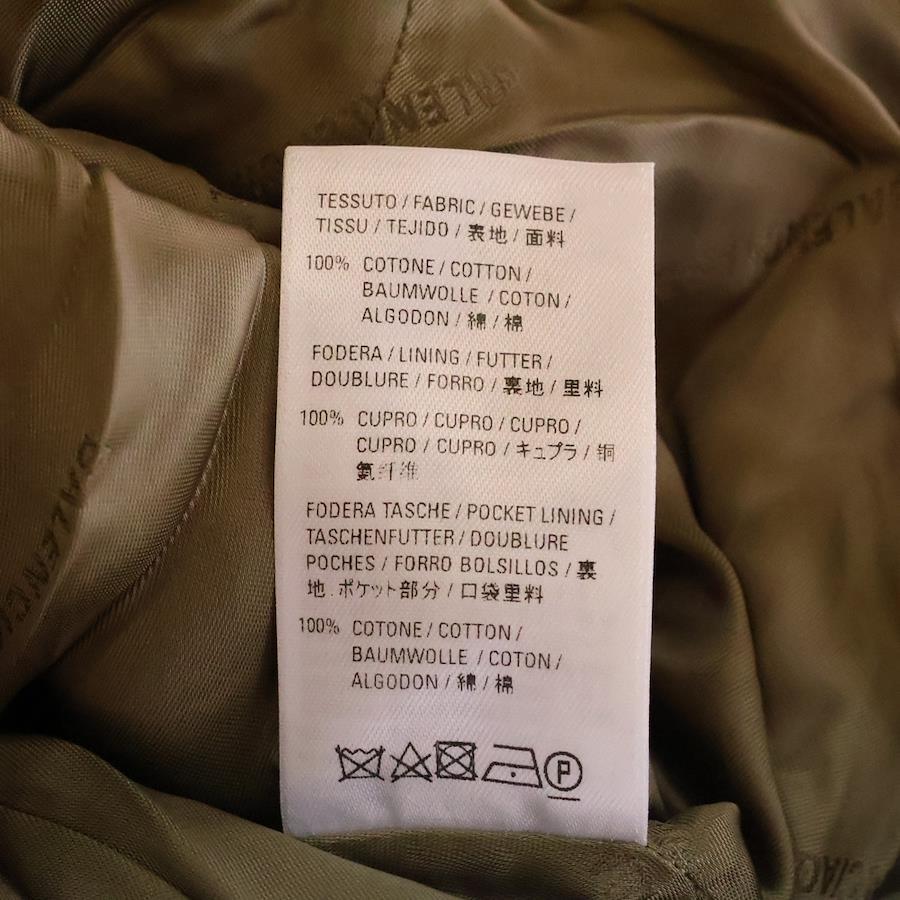 TESSUTO / FABRIC / GEWEBE /
TISSU / TEJIDO / 表地 / 面料
100% COTONE / COTTON /
BAUMWOLLE / COTON /
ALGODON / 綿 / 棉
FODERA / LINING / FUTTER /
DOUBLURE / FORRO / 裏地 / 里料
100% CUPRO / CUPRO / CUPRO /
CUPRO / CUPRO / キュプラ / 铜
氨纤维
FODERA TASCHE / POCKET LINING /
TASCHENFUTTER / DOUBLURE
POCHES / FORRO BOLSILLOS / 裏
地.ポケット部分 / 口袋里料
100% COTONE / COTTON /
BAUMWOLLE / COTON /
ALGODON / 綿 / 棉
P